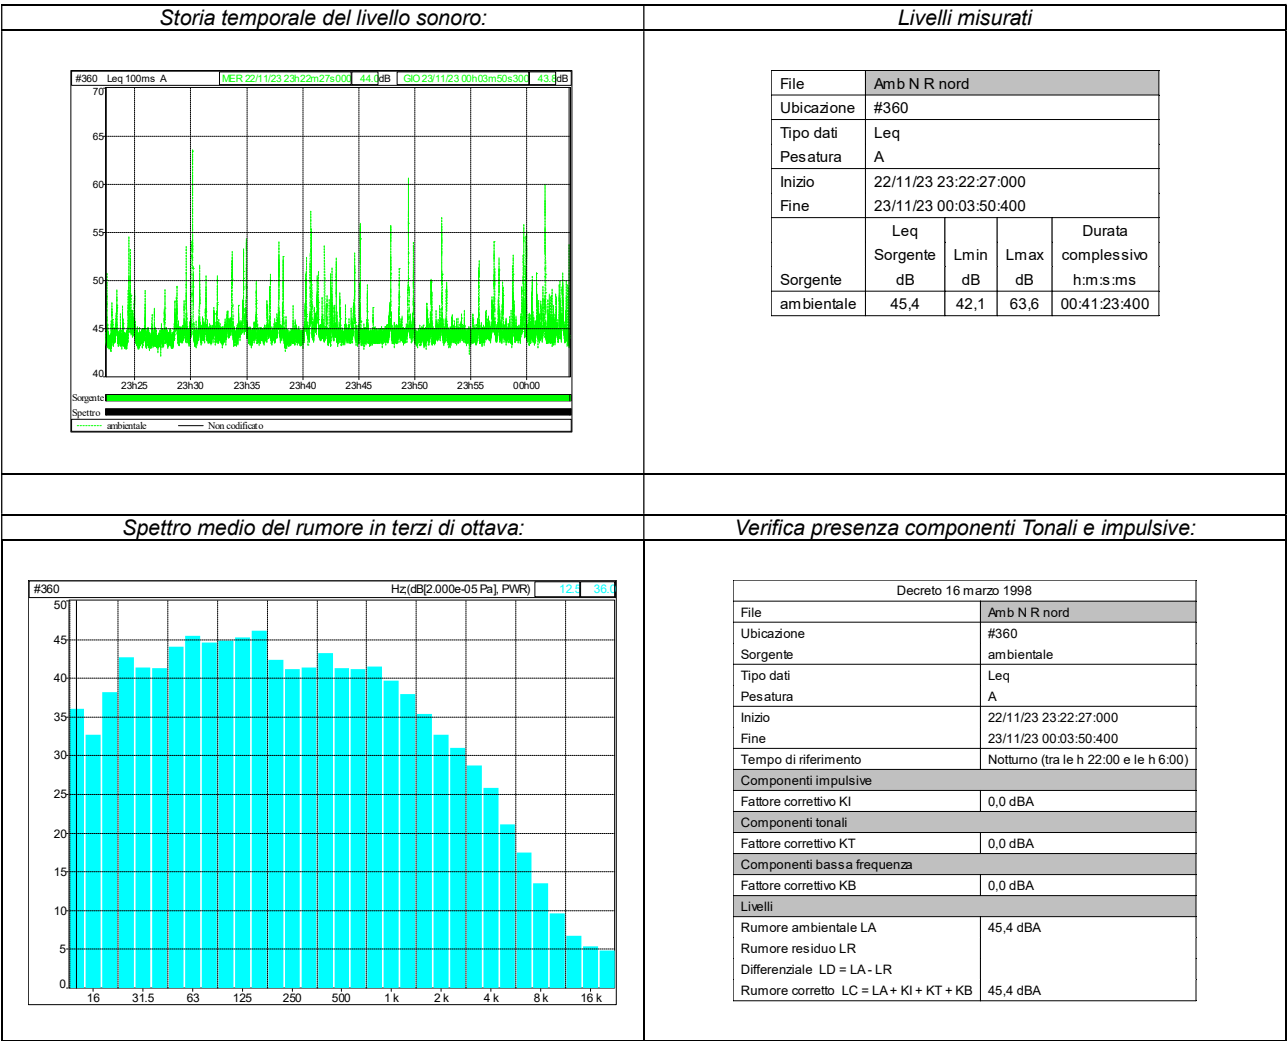 Storia temporale del livello sonoro:
Livelli misurati
#360 Leq 100ms A MER 22/11/23 23h22m27s000 44.0dB GIO 23/11/23 00h03m50s300 43.8dB
70
65
60
55
50
45
40
23h25 23h30 23h35 23h40 23h45 23h50 23h55 00h00
Sorgente
Spettro
ambientale Non codificato
File Amb N R nord
Ubicazione #360
Tipo dati Leq
Pesatura A
Inizio 22/11/23 23:22:27:000
Fine 23/11/23 00:03:50:400
Leq Durata
Sorgente Lmin Lmax complessivo
Sorgente dB dB dB h:m:s:ms
ambientale 45,4 42,1 63,6 00:41:23:400
Spettro medio del rumore in terzi di ottava:
Verifica presenza componenti Tonali e impulsive:
#360 Hz;(dB[2.000e-05 Pa], PWR) 12.5 36.0
50
45
40
35
30
25
20
15
10
5
0
16 31.5 63 125 250 500 1 k 2 k 4 k 8 k 16 k
Decreto 16 marzo 1998
File Amb N R nord
Ubicazione #360
Sorgente ambientale
Tipo dati Leq
Pesatura A
Inizio 22/11/23 23:22:27:000
Fine 23/11/23 00:03:50:400
Tempo di riferimento Notturno (tra le h 22:00 e le h 6:00)
Componenti impulsive
Fattore correttivo KI 0,0 dBA
Componenti tonali
Fattore correttivo KT 0,0 dBA
Componenti bassa frequenza
Fattore correttivo KB 0,0 dBA
Livelli
Rumore ambientale LA 45,4 dBA
Rumore residuo LR
Differenziale LD = LA - LR
Rumore corretto LC = LA + KI + KT + KB 45,4 dBA